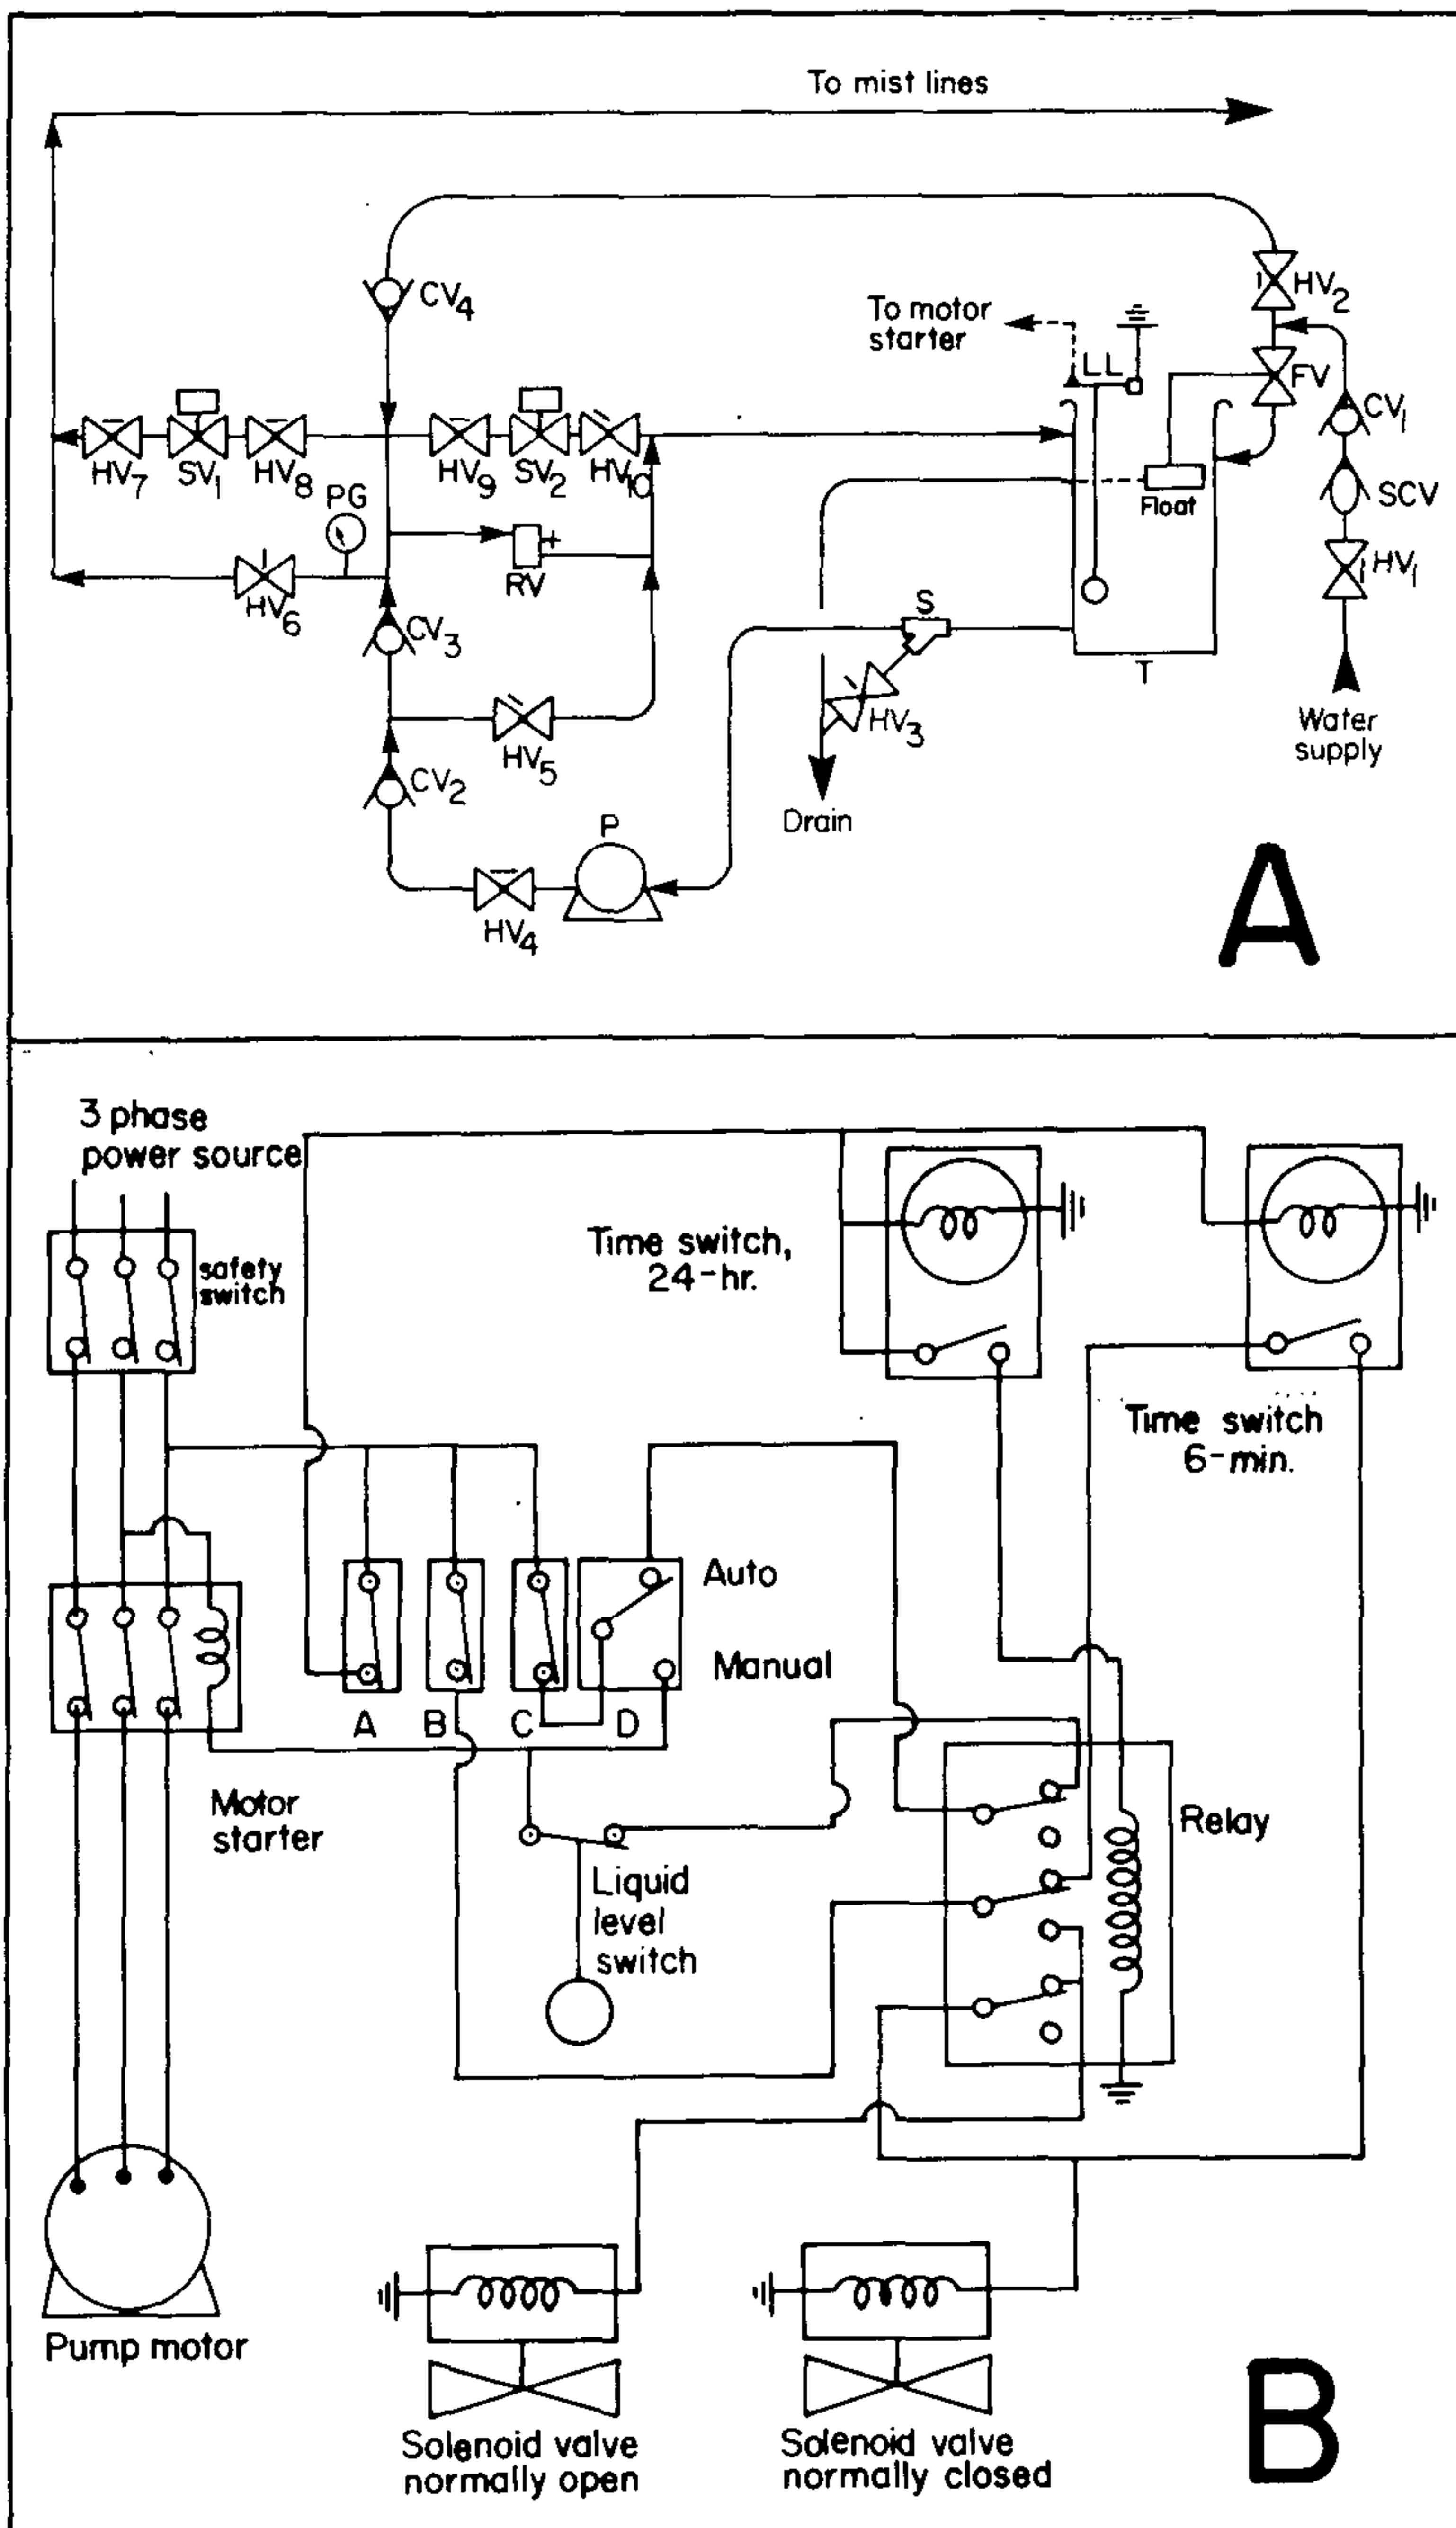 To mist lines
CV4
HV2
To motor
starter
LL
FV
CV1
HV7
SV1
HV8
HV9
SV2
HV10
SCV
PG
Float
RV
HV1
HV6
CV3
S
T
HV3
Water
supply
HV5
CV2
Drain
P
HV4
A
3 phase
power source
safety
switch
Time switch,
24-hr.
Time switch
6-min.
Auto
Manual
A
B
C
D
Motor
starter
Relay
Liquid
level
switch
Pump motor
Solenoid valve
normally open
Solenoid valve
normally closed
B